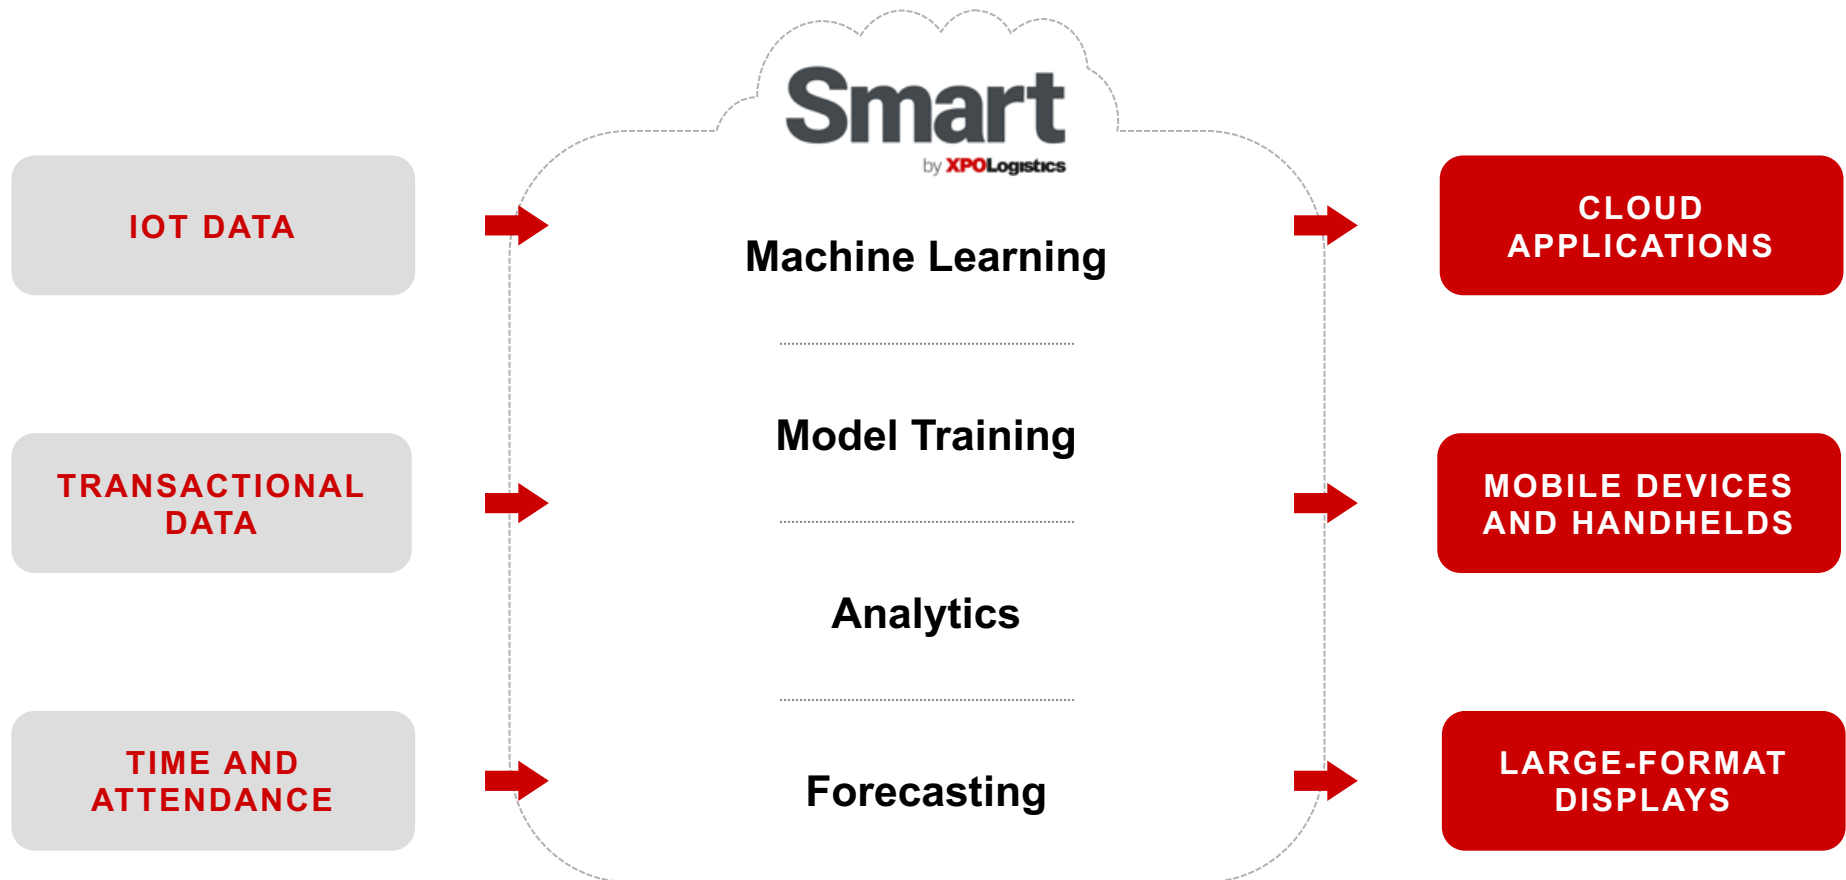 Smart
by XPOLogistics
IOT DATA
Machine Learning
CLOUD
APPLICATIONS
TRANSACTIONAL
DATA
Model Training
MOBILE DEVICES
AND HANDHELDS
Analytics
TIME AND
ATTENDANCE
Forecasting
LARGE-FORMAT
DISPLAYS